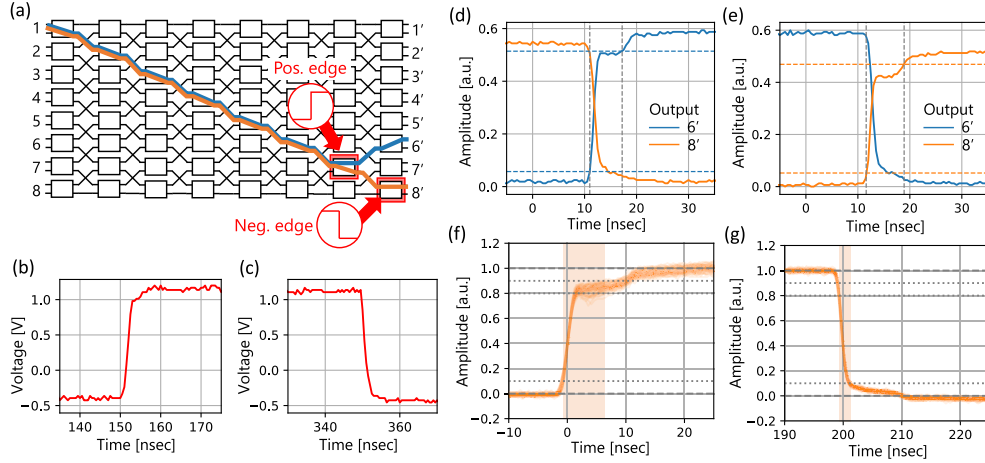 (a)
1
2
3
4
5
6
7
8
1′
2′
3′
4′
5′
6′
7′
8′
Pos. edge
Neg. edge
(b)
1.0
0.5
0.0
−0.5
Voltage [V]
140 160
Time [nsec]
(c)
1.0
0.5
0.0
−0.5
Voltage [V]
340 360
Time [nsec]
(d)
0.6
0.4
0.2
0.0
Amplitude [a.u.]
Output
6′
8′
0 10 20 30
Time [nsec]
(e)
0.6
0.4
0.2
0.0
Amplitude [a.u.]
Output
6′
8′
0 10 20 30
Time [nsec]
(f)
1.2
1.0
0.8
0.6
0.4
0.2
0.0
−0.2
Amplitude [a.u.]
−10 0 10 20
Time [nsec]
(g)
1.2
1.0
0.8
0.6
0.4
0.2
0.0
−0.2
Amplitude [a.u.]
190 200 210 220
Time [nsec]